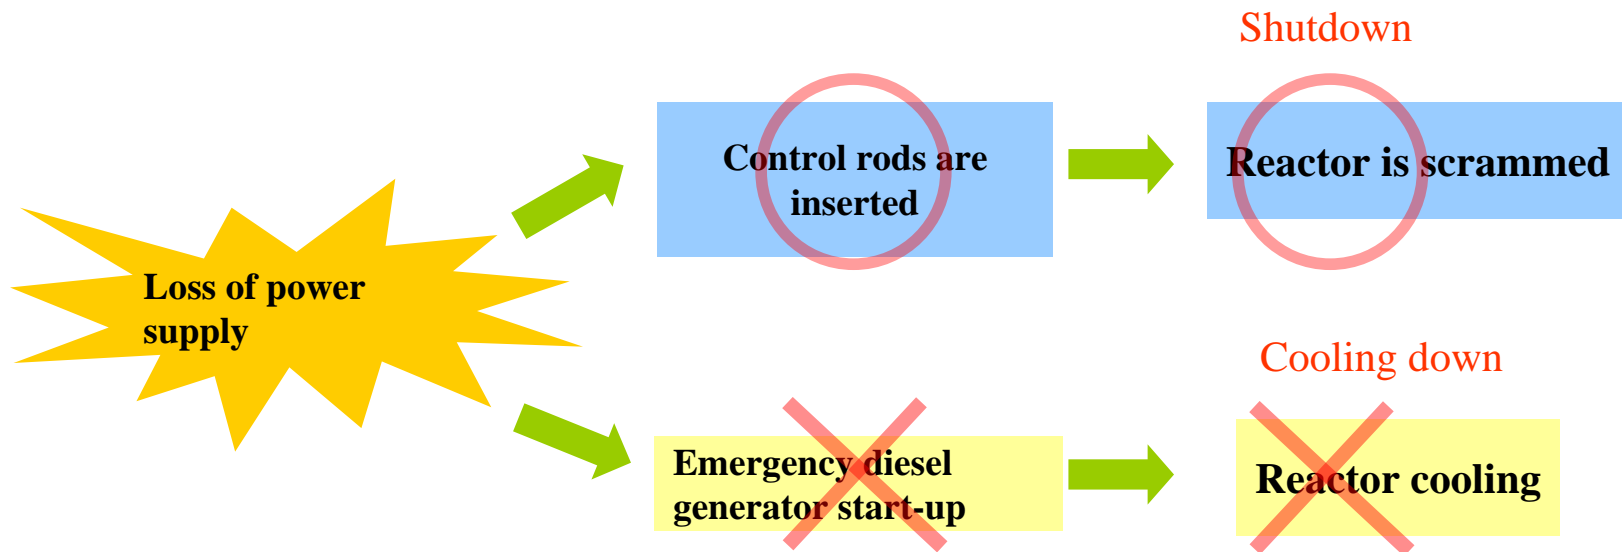 Shutdown
Control rods are
inserted
Reactor is scrammed
Loss of power
supply
Cooling down
Emergency diesel
generator start-up
Reactor cooling